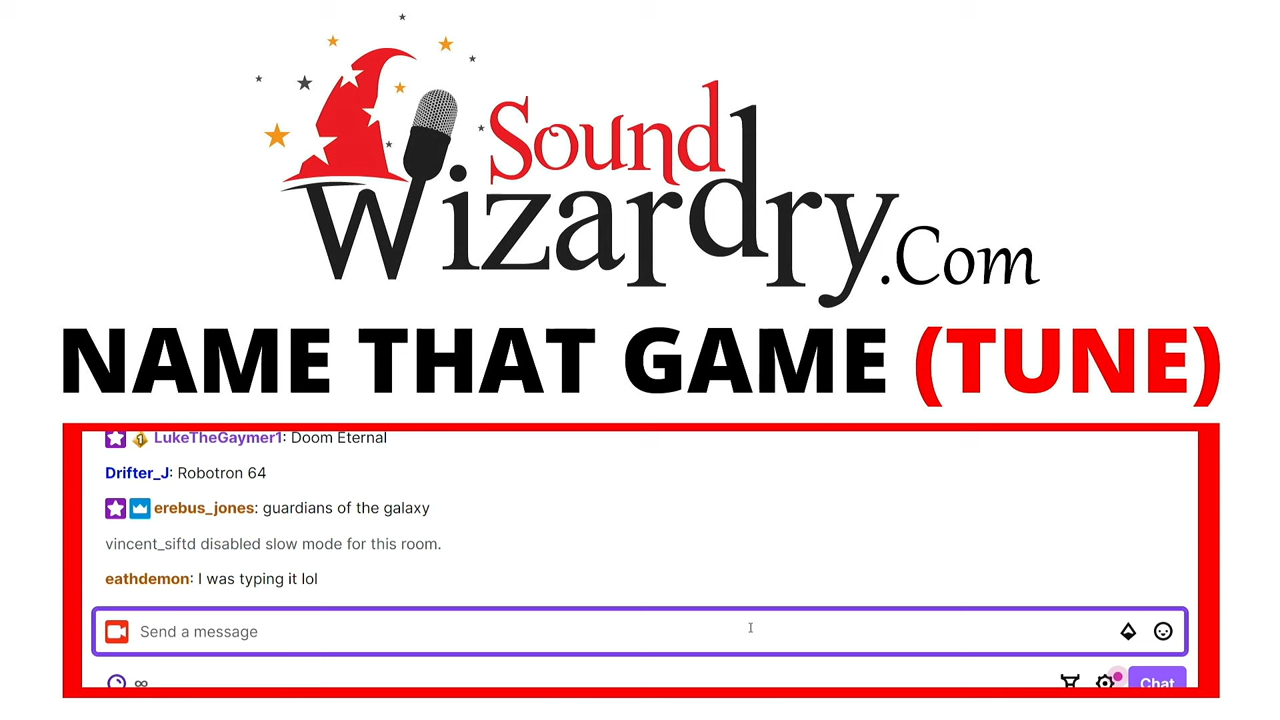 Sound
Wizardry.Com
NAME THAT GAME (TUNE)
LukeTheGaymer1: Doom Eternal
Drifter_J: Robotron 64
erebus_jones: guardians of the galaxy
vincent_siftd disabled slow mode for this room.
eathdemon: I was typing it lol
Send a message
∞
Chat